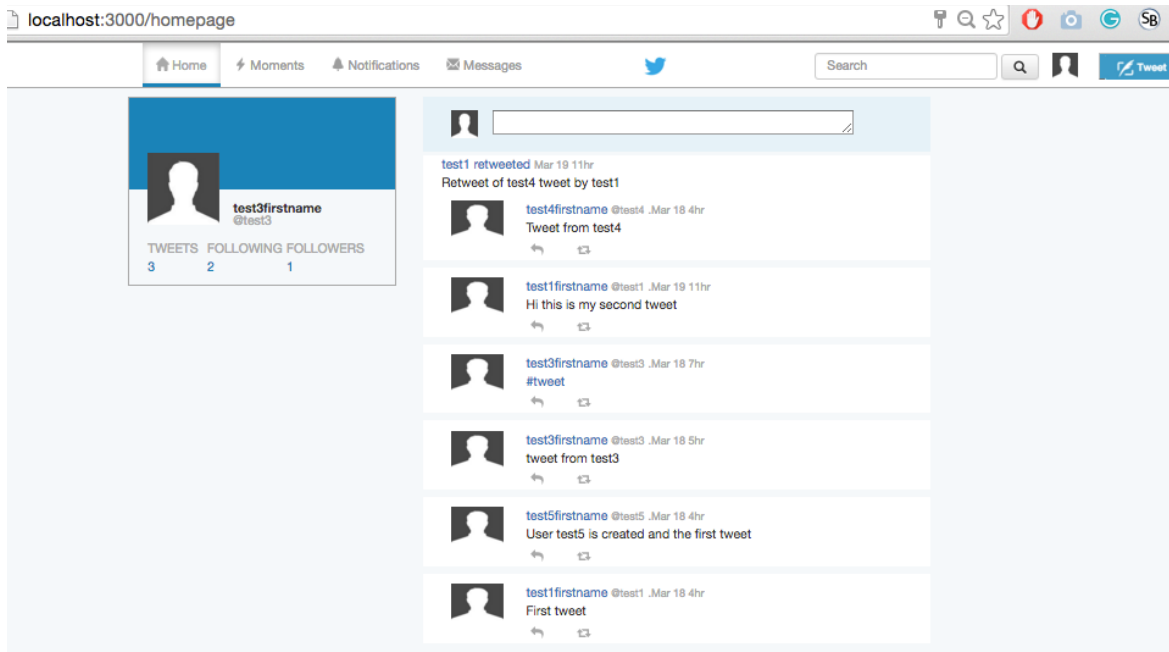 localhost:3000/homepage
SB
Home Moments Notifications Messages Search Tweet
test3firstname
@test3
TWEETS FOLLOWING FOLLOWERS
3 2 1
test1 retweeted Mar 19 11hr
Retweet of test4 tweet by test1
test4firstname @test4 .Mar 18 4hr
Tweet from test4
test1firstname @test1 .Mar 19 11hr
Hi this is my second tweet
test3firstname @test3 .Mar 18 7hr
#tweet
test3firstname @test3 .Mar 18 5hr
tweet from test3
test5firstname @test5 .Mar 18 4hr
User test5 is created and the first tweet
test1firstname @test1 .Mar 18 4hr
First tweet